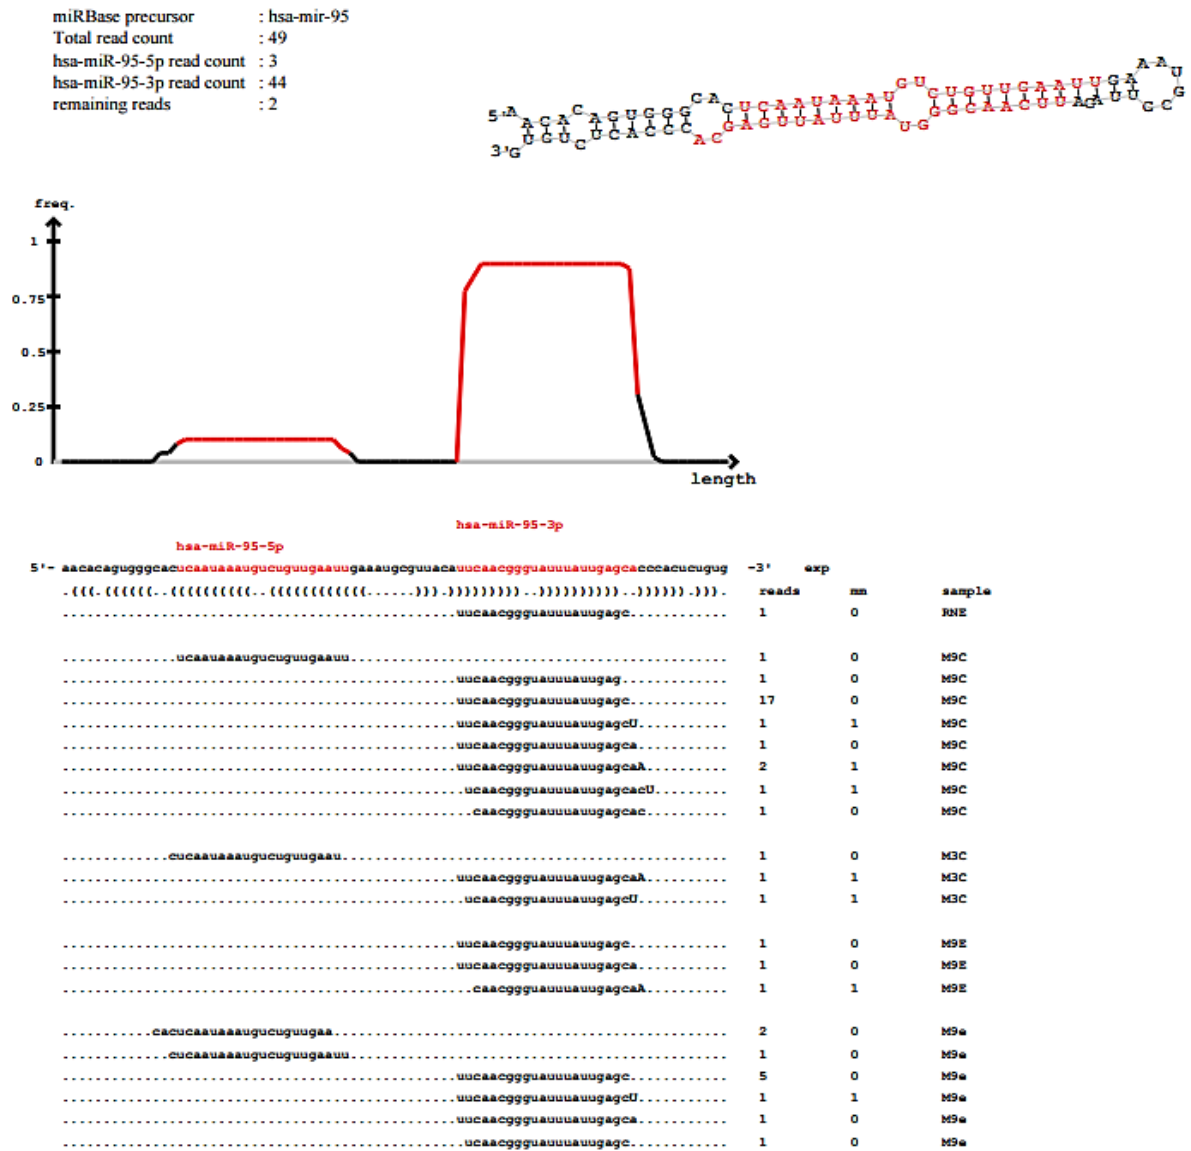 miRBase precursor : hsa-mir-95
Total read count : 49
hsa-miR-95-5p read count : 3
hsa-miR-95-3p read count : 44
remaining reads : 2
5'
3'
freq.
1
0.75
0.5
0.25
0
length
hsa-miR-95-3p
hsa-miR-95-5p
5'- aacacagugggcacucaauaaaugucuguugaauugaaaugcguuacauucaacggguauuuauugagcacccacucugug -3' exp
.(((.((((((..((((((((((..((((((((((((......))).)))))))))..))))))))))..)))))).))). reads mm sample
................................................uucaacggguauuuauugagc............ 1 0 RNE
..............ucaauaaaugucuguugaauu.............................................. 1 0 M9C
................................................uucaacggguauuuauugag............. 1 0 M9C
................................................uucaacggguauuuauugagc............ 17 0 M9C
................................................uucaacggguauuuauugagcU........... 1 1 M9C
................................................uucaacggguauuuauugagca........... 1 0 M9C
................................................uucaacggguauuuauugagcaA.......... 2 1 M9C
.................................................ucaacggguauuuauugagcacU......... 1 1 M9C
..................................................caacggguauuuauugagcac.......... 1 0 M9C
.............cucaauaaaugucuguugaau............................................... 1 0 M3C
................................................uucaacggguauuuauugagcaA.......... 1 1 M3C
.................................................ucaacggguauuuauugagcU........... 1 1 M3C
................................................uucaacggguauuuauugagc............ 1 0 M9E
................................................uucaacggguauuuauugagca........... 1 0 M9E
..................................................caacggguauuuauugagcaA.......... 1 1 M9E
...........cacucaauaaaugucuguugaa................................................ 2 0 M9e
.............cucaauaaaugucuguugaauu.............................................. 1 0 M9e
................................................uucaacggguauuuauugagc............ 5 0 M9e
................................................uucaacggguauuuauugagcU........... 1 1 M9e
................................................uucaacggguauuuauugagca........... 1 0 M9e
.................................................ucaacggguauuuauugagc............ 1 0 M9e